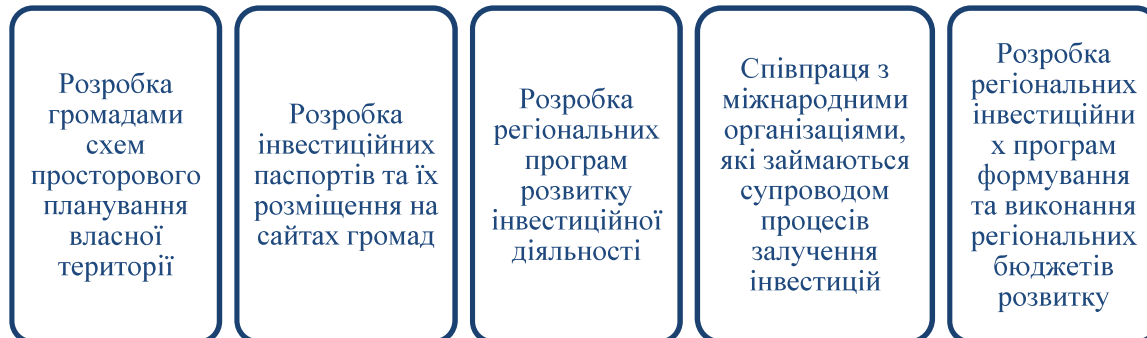 Розробка
громадами
схем
просторового
планування
власної
території
Розробка
інвестиційних
паспортів та їх
розміщення на
сайтах громад
Розробка
регіональних
програм
розвитку
інвестиційної
діяльності
Співпраця з
міжнародними
організаціями,
які займаються
супроводом
процесів
залучення
інвестицій
Розробка
регіональних
інвестиційни
х програм
формування
та виконання
регіональних
бюджетів
розвитку